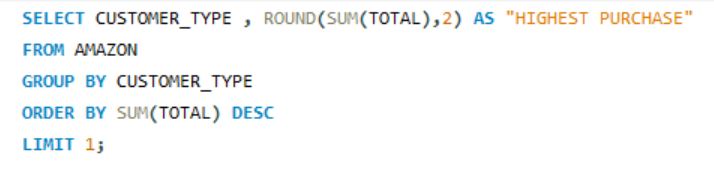 SELECT CUSTOMER_TYPE , ROUND(SUM(TOTAL),2) AS "HIGHEST PURCHASE"
FROM AMAZON
GROUP BY CUSTOMER_TYPE
ORDER BY SUM(TOTAL) DESC
LIMIT 1;